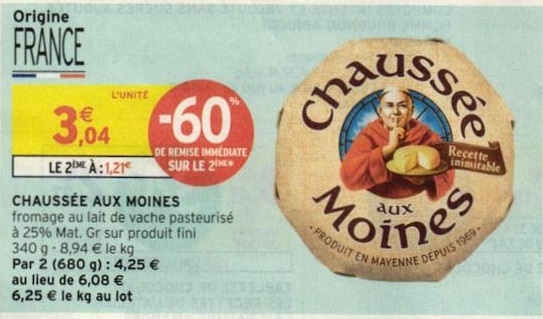 Origine
FRANCE
L'UNITÉ
3,04 €
LE 2ÈME À : 1,21€
-60%
DE REMISE IMMÉDIATE
SUR LE 2ÈME
CHAUSSÉE AUX MOINES
fromage au lait de vache pasteurisé
à 25% Mat. Gr sur produit fini
340 g - 8,94 € le kg
Par 2 (680 g) : 4,25 €
au lieu de 6,08 €
6,25 € le kg au lot
Chaussée
aux
Moines
Recette
inimitable
PRODUIT EN MAYENNE DEPUIS 1969